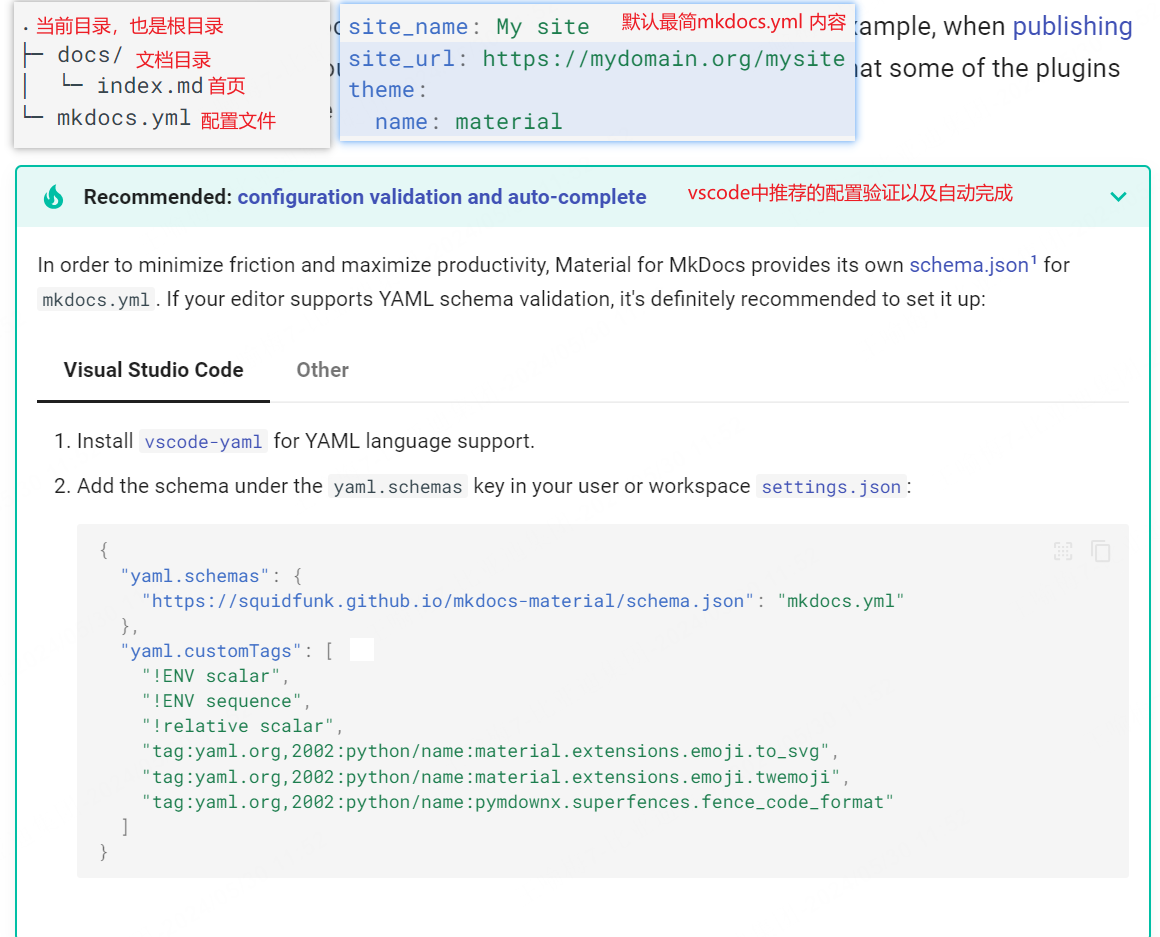 . 当前目录，也是根目录
├─ docs/ 文档目录
│  └─ index.md 首页
└─ mkdocs.yml 配置文件
site_name: My site 默认最简mkdocs.yml 内容
site_url: https://mydomain.org/mysite
theme:
  name: material
ample, when publishing
at some of the plugins
Recommended: configuration validation and auto-complete vscode中推荐的配置验证以及自动完成
In order to minimize friction and maximize productivity, Material for MkDocs provides its own schema.json¹ for
mkdocs.yml. If your editor supports YAML schema validation, it's definitely recommended to set it up:
Visual Studio Code Other
1. Install vscode-yaml for YAML language support.
2. Add the schema under the yaml.schemas key in your user or workspace settings.json:
{
  "yaml.schemas": {
    "https://squidfunk.github.io/mkdocs-material/schema.json": "mkdocs.yml"
  },
  "yaml.customTags": [
    "!ENV scalar",
    "!ENV sequence",
    "!relative scalar",
    "tag:yaml.org,2002:python/name:material.extensions.emoji.to_svg",
    "tag:yaml.org,2002:python/name:material.extensions.emoji.twemoji",
    "tag:yaml.org,2002:python/name:pymdownx.superfences.fence_code_format"
  ]
}